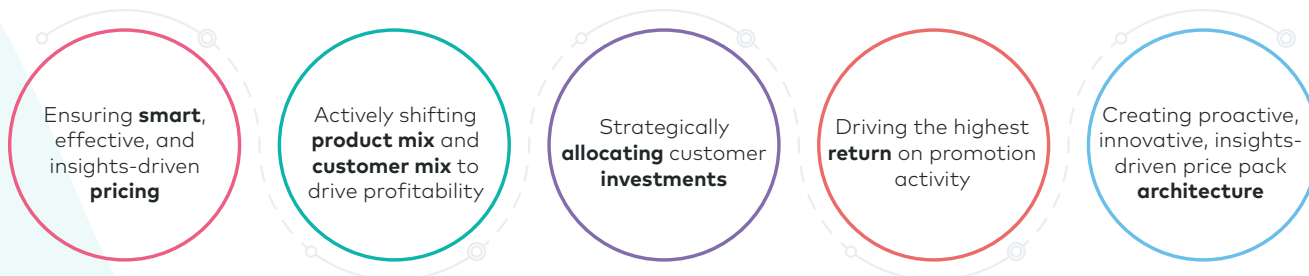 Ensuring smart,
effective, and
insights-driven
pricing
Actively shifting
product mix and
customer mix to
drive profitability
Strategically
allocating customer
investments
Driving the highest
return on promotion
activity
Creating proactive,
innovative, insights-
driven price pack
architecture